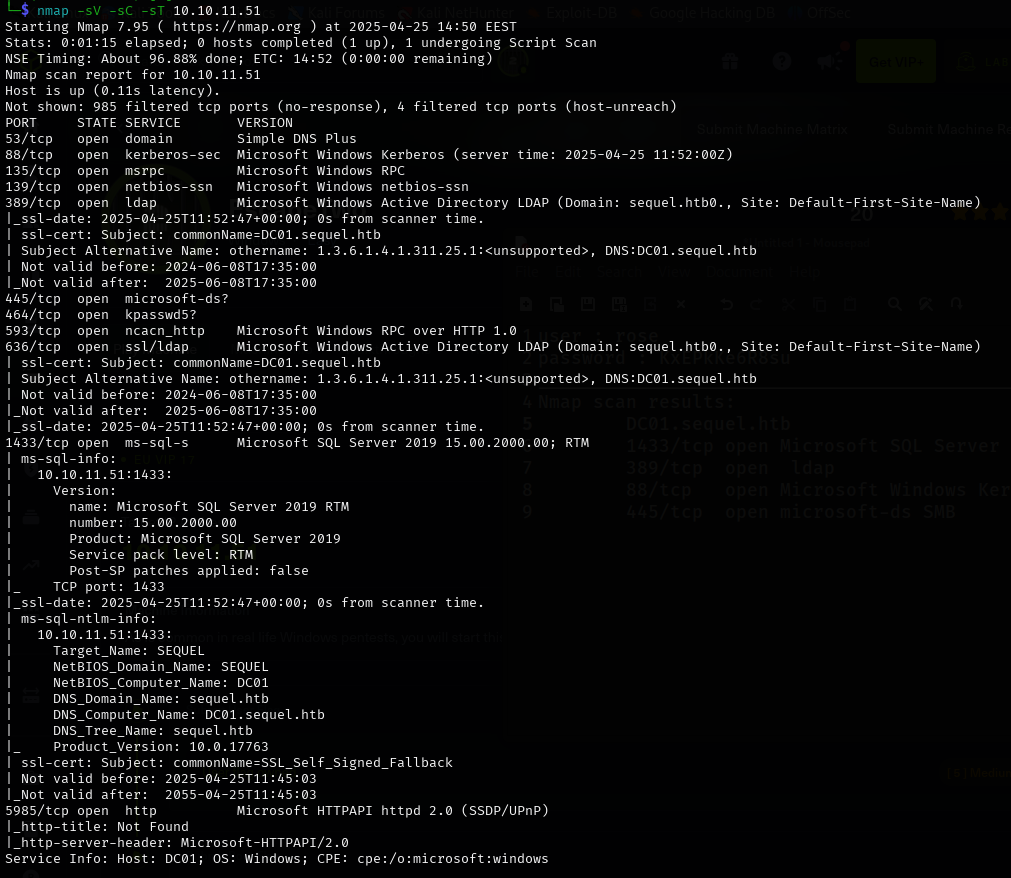 └─$ nmap -sV -sC -sT 10.10.11.51
Starting Nmap 7.95 ( https://nmap.org ) at 2025-04-25 14:50 EEST
Stats: 0:01:15 elapsed; 0 hosts completed (1 up), 1 undergoing Script Scan
NSE Timing: About 96.88% done; ETC: 14:52 (0:00:00 remaining)
Nmap scan report for 10.10.11.51
Host is up (0.11s latency).
Not shown: 985 filtered tcp ports (no-response), 4 filtered tcp ports (host-unreach)
PORT     STATE SERVICE       VERSION
53/tcp   open  domain        Simple DNS Plus
88/tcp   open  kerberos-sec  Microsoft Windows Kerberos (server time: 2025-04-25 11:52:00Z)
135/tcp  open  msrpc         Microsoft Windows RPC
139/tcp  open  netbios-ssn   Microsoft Windows netbios-ssn
389/tcp  open  ldap          Microsoft Windows Active Directory LDAP (Domain: sequel.htb0., Site: Default-First-Site-Name)
|_ssl-date: 2025-04-25T11:52:47+00:00; 0s from scanner time.
| ssl-cert: Subject: commonName=DC01.sequel.htb
| Subject Alternative Name: othername: 1.3.6.1.4.1.311.25.1:<unsupported>, DNS:DC01.sequel.htb
| Not valid before: 2024-06-08T17:35:00
|_Not valid after:  2025-06-08T17:35:00
445/tcp  open  microsoft-ds?
464/tcp  open  kpasswd5?
593/tcp  open  ncacn_http    Microsoft Windows RPC over HTTP 1.0
636/tcp  open  ssl/ldap      Microsoft Windows Active Directory LDAP (Domain: sequel.htb0., Site: Default-First-Site-Name)
| ssl-cert: Subject: commonName=DC01.sequel.htb
| Subject Alternative Name: othername: 1.3.6.1.4.1.311.25.1:<unsupported>, DNS:DC01.sequel.htb
| Not valid before: 2024-06-08T17:35:00
|_Not valid after:  2025-06-08T17:35:00
|_ssl-date: 2025-04-25T11:52:47+00:00; 0s from scanner time.
1433/tcp open  ms-sql-s      Microsoft SQL Server 2019 15.00.2000.00; RTM
| ms-sql-info:
|   10.10.11.51:1433:
|     Version:
|       name: Microsoft SQL Server 2019 RTM
|       number: 15.00.2000.00
|       Product: Microsoft SQL Server 2019
|       Service pack level: RTM
|       Post-SP patches applied: false
|_    TCP port: 1433
|_ssl-date: 2025-04-25T11:52:47+00:00; 0s from scanner time.
| ms-sql-ntlm-info:
|   10.10.11.51:1433:
|     Target_Name: SEQUEL
|     NetBIOS_Domain_Name: SEQUEL
|     NetBIOS_Computer_Name: DC01
|     DNS_Domain_Name: sequel.htb
|     DNS_Computer_Name: DC01.sequel.htb
|     DNS_Tree_Name: sequel.htb
|_    Product_Version: 10.0.17763
| ssl-cert: Subject: commonName=SSL_Self_Signed_Fallback
| Not valid before: 2025-04-25T11:45:03
|_Not valid after:  2055-04-25T11:45:03
5985/tcp open  http          Microsoft HTTPAPI httpd 2.0 (SSDP/UPnP)
|_http-title: Not Found
|_http-server-header: Microsoft-HTTPAPI/2.0
Service Info: Host: DC01; OS: Windows; CPE: cpe:/o:microsoft:windows
Exploit-DB
Google Hacking DB
OffSec
Get VIP+
Submit Machine Matrix
20
4 Nmap scan results:
5 DC01.sequel.htb
6 1433/tcp open Microsoft SQL Server
7 389/tcp open ldap
8 88/tcp open Microsoft Windows Ker
9 445/tcp open microsoft-ds SMB